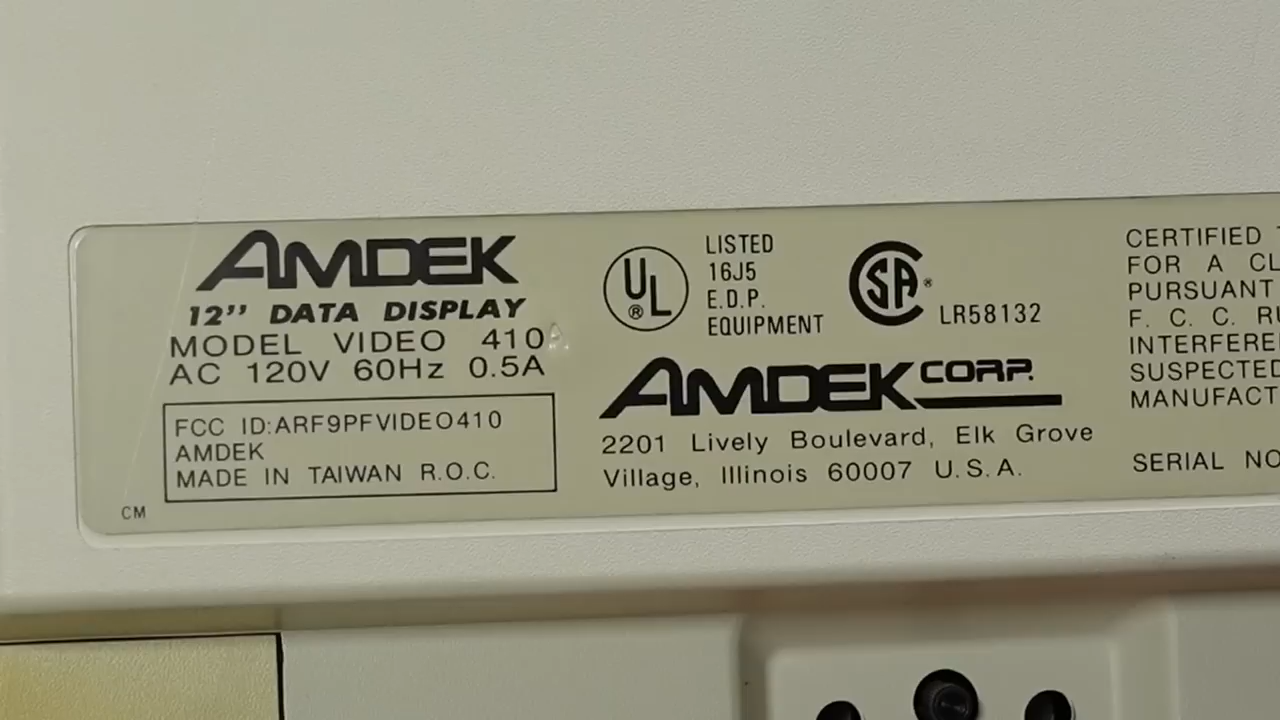 AMDEK
12'' DATA DISPLAY
MODEL VIDEO 410
AC 120V 60Hz 0.5A
FCC ID:ARF9PFVIDEO410
AMDEK
MADE IN TAIWAN R.O.C.
CM
UL®
LISTED
16J5
E.D.P.
EQUIPMENT
SA®
LR58132
AMDEK CORP.
2201 Lively Boulevard, Elk Grove
Village, Illinois 60007 U.S.A.
CERTIFIED
FOR A
PURSUANT
F. C. C.
SUSPECTED
SERIAL NO